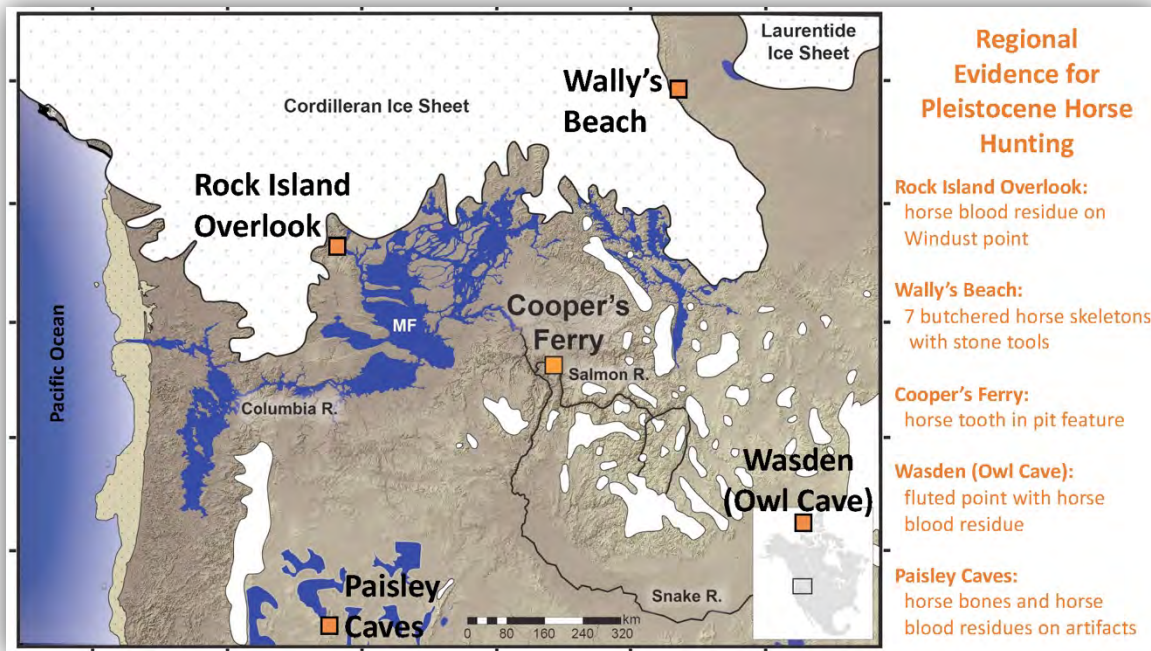 Laurentide
Ice Sheet
Cordilleran Ice Sheet
Wally's
Beach
Rock Island
Overlook
Cooper's
Ferry
MF
Salmon R.
Pacific Ocean
Columbia R.
Wasden
(Owl Cave)
Paisley
Caves
Snake R.
km
0 80 160 240 320
Regional
Evidence for
Pleistocene Horse
Hunting
Rock Island Overlook:
horse blood residue on
Windust point
Wally's Beach:
7 butchered horse skeletons
with stone tools
Cooper's Ferry:
horse tooth in pit feature
Wasden (Owl Cave):
fluted point with horse
blood residue
Paisley Caves:
horse bones and horse
blood residues on artifacts